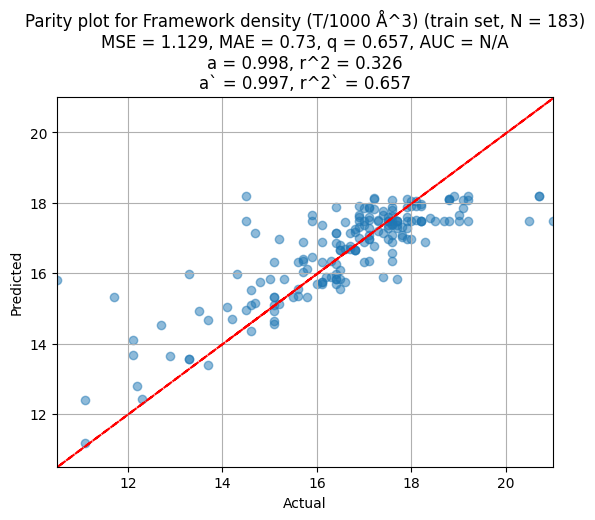 Parity plot for Framework density (T/1000 Å^3) (train set, N = 183)
MSE = 1.129, MAE = 0.73, q = 0.657, AUC = N/A
a = 0.998, r^2 = 0.326
a` = 0.997, r^2` = 0.657
20
18
16
14
12
Predicted
12 14 16 18 20
Actual